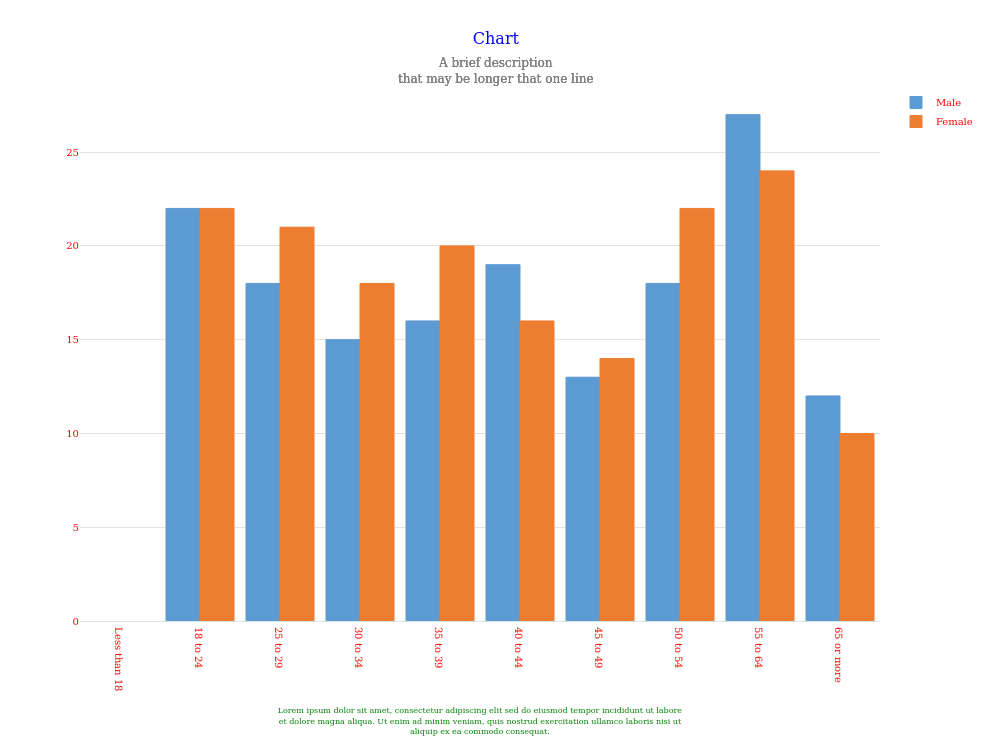 Chart
A brief description
that may be longer that one line
Male
Female
25
20
15
10
5
0
Less than 18
18 to 24
25 to 29
30 to 34
35 to 39
40 to 44
45 to 49
50 to 54
55 to 64
65 or more
Lorem ipsum dolor sit amet, consectetur adipiscing elit sed do eiusmod tempor incididunt ut labore
et dolore magna aliqua. Ut enim ad minim veniam, quis nostrud exercitation ullamco laboris nisi ut
aliquip ex ea commodo consequat.